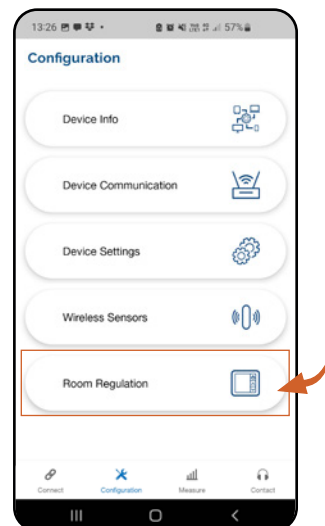 13:26 57%
Configuration
Device Info
Device Communication
Device Settings
Wireless Sensors
Room Regulation
Connect Configuration Measure Contact